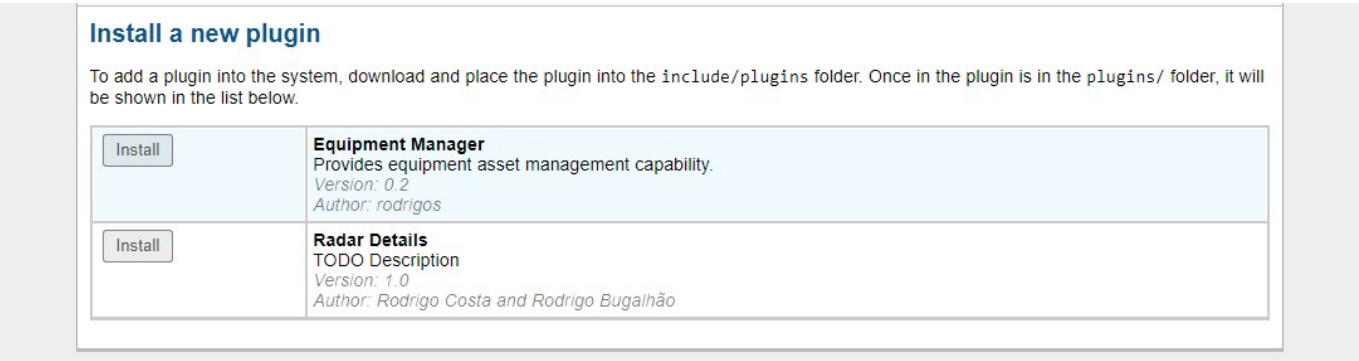 Install a new plugin
To add a plugin into the system, download and place the plugin into the include/plugins folder. Once in the plugin is in the plugins/ folder, it will
be shown in the list below.
Install
Equipment Manager
Provides equipment asset management capability.
Version: 0.2
Author: rodrigos
Install
Radar Details
TODO Description
Version: 1.0
Author: Rodrigo Costa and Rodrigo Bugalhão